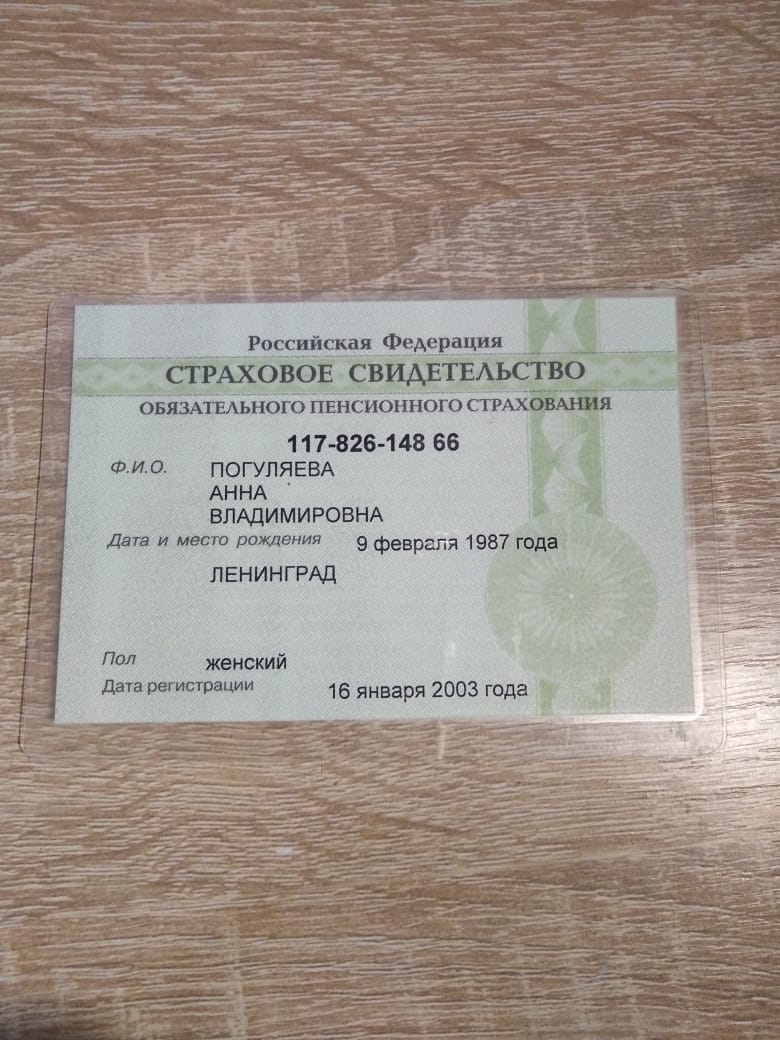 Российская Федерация
СТРАХОВОЕ СВИДЕТЕЛЬСТВО
ОБЯЗАТЕЛЬНОГО ПЕНСИОННОГО СТРАХОВАНИЯ
117-826-148 66
Ф.И.О. ПОГУЛЯЕВА
АННА
ВЛАДИМИРОВНА
Дата и место рождения 9 февраля 1987 года
ЛЕНИНГРАД
Пол женский
Дата регистрации 16 января 2003 года